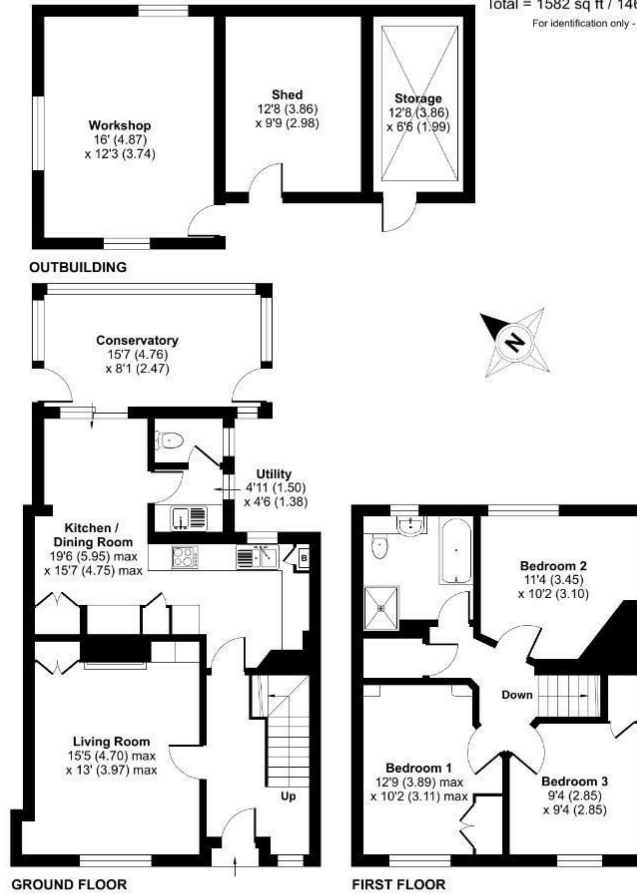 Total = 1582 sq ft / 146
For identification only -
Workshop
16' (4.87)
x 12'3 (3.74)
Shed
12'8 (3.86)
x 9'9 (2.98)
Storage
12'8 (3.86)
x 6'6 (1.99)
OUTBUILDING
Conservatory
15'7 (4.76)
x 8'1 (2.47)
N
Utility
4'11 (1.50)
x 4'6 (1.38)
Kitchen /
Dining Room
19'6 (5.95) max
x 15'7 (4.75) max
B
Living Room
15'5 (4.70) max
x 13' (3.97) max
Up
GROUND FLOOR
Bedroom 2
11'4 (3.45)
x 10'2 (3.10)
Down
Bedroom 1
12'9 (3.89) max
x 10'2 (3.11) max
Bedroom 3
9'4 (2.85)
x 9'4 (2.85)
FIRST FLOOR